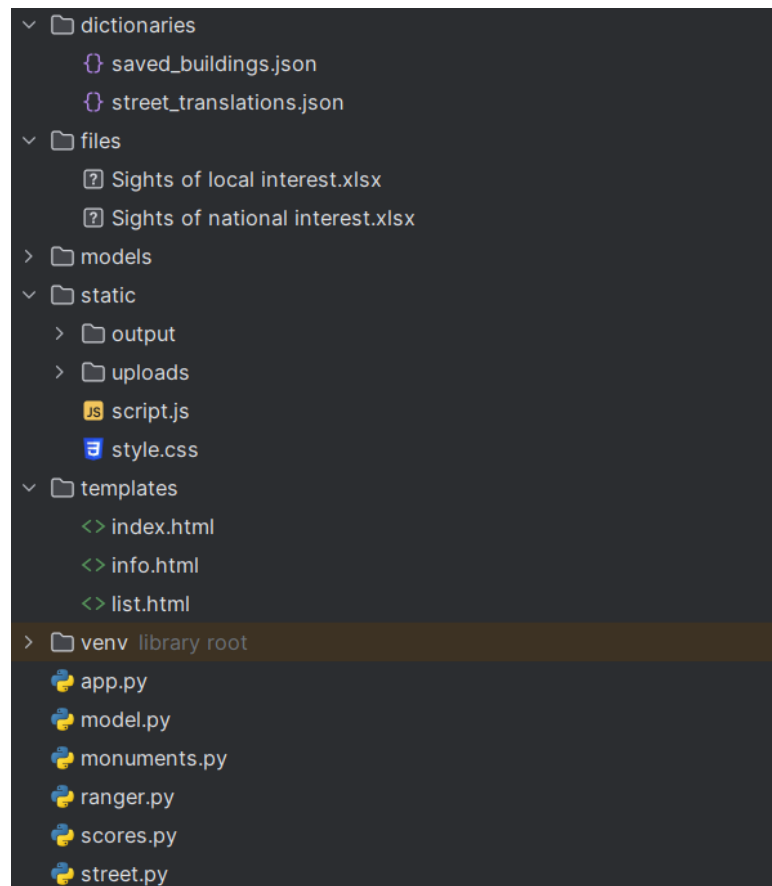 dictionaries
{} saved_buildings.json
{} street_translations.json
files
? Sights of local interest.xlsx
? Sights of national interest.xlsx
models
static
output
uploads
JS script.js
style.css
templates
<> index.html
<> info.html
<> list.html
venv library root
app.py
model.py
monuments.py
ranger.py
scores.py
street.py